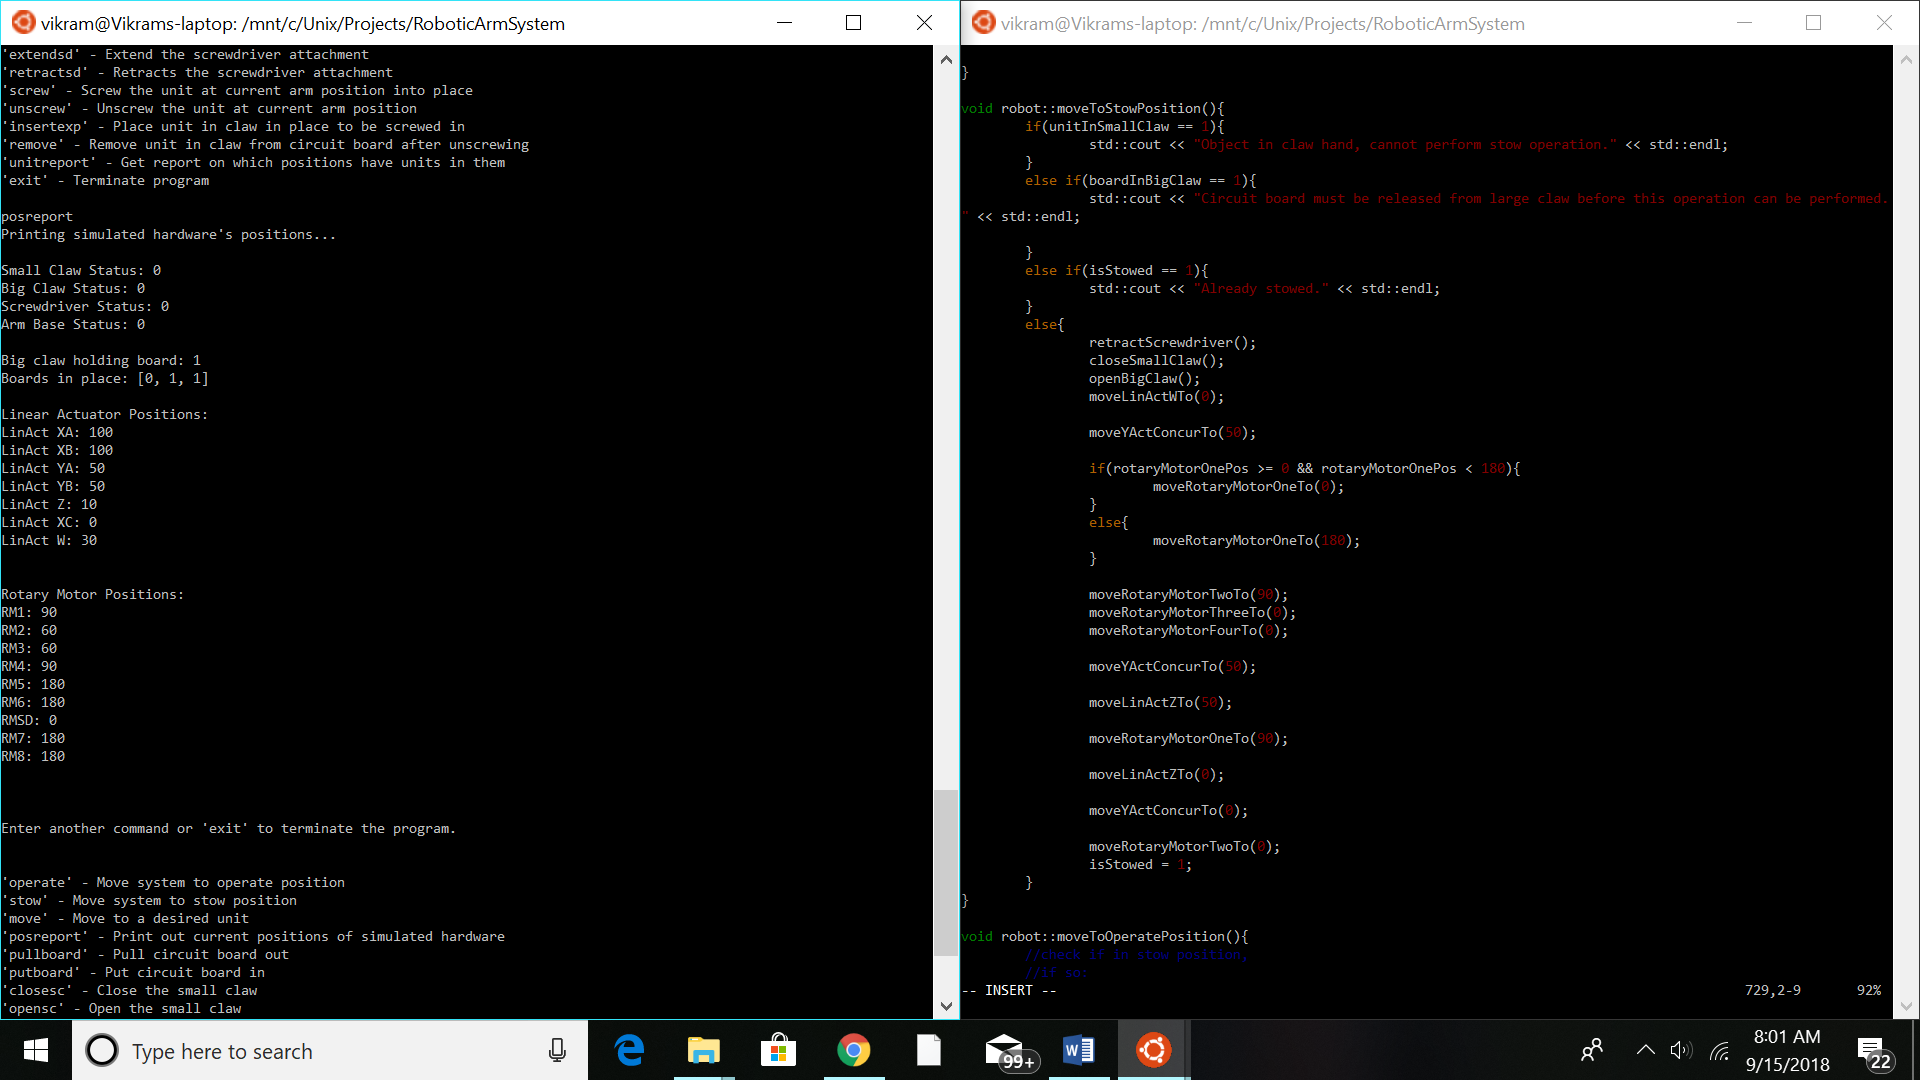 vikram@Vikrams-laptop: /mnt/c/Unix/Projects/RoboticArmSystem
'extendsd' - Extend the screwdriver attachment
'retractsd' - Retracts the screwdriver attachment
'screw' - Screw the unit at current arm position into place
'unscrew' - Unscrew the unit at current arm position
'insertexp' - Place unit in claw in place to be screwed in
'remove' - Remove unit in claw from circuit board after unscrewing
'unitreport' - Get report on which positions have units in them
'exit' - Terminate program
posreport
Printing simulated hardware's positions...
Small Claw Status: 0
Big Claw Status: 0
Screwdriver Status: 0
Arm Base Status: 0
Big claw holding board: 1
Boards in place: [0, 1, 1]
Linear Actuator Positions:
LinAct XA: 100
LinAct XB: 100
LinAct YA: 50
LinAct YB: 50
LinAct Z: 10
LinAct XC: 0
LinAct W: 30
Rotary Motor Positions:
RM1: 90
RM2: 60
RM3: 60
RM4: 90
RM5: 180
RM6: 180
RMSD: 0
RM7: 180
RM8: 180
Enter another command or 'exit' to terminate the program.
'operate' - Move system to operate position
'stow' - Move system to stow position
'move' - Move to a desired unit
'posreport' - Print out current positions of simulated hardware
'pullboard' - Pull circuit board out
'putboard' - Put circuit board in
'closesc' - Close the small claw
'opensc' - Open the small claw
vikram@Vikrams-laptop: /mnt/c/Unix/Projects/RoboticArmSystem
}
void robot::moveToStowPosition(){
if(unitInSmallClaw == 1){
std::cout << "Object in claw hand, cannot perform stow operation." << std::endl;
}
else if(boardInBigClaw == 1){
std::cout << "Circuit board must be released from large claw before this operation can be performed.
" << std::endl;
}
else if(isStowed == 1){
std::cout << "Already stowed." << std::endl;
}
else{
retractScrewdriver();
closeSmallClaw();
openBigClaw();
moveLinActWTo(0);
moveYActConcurTo(50);
if(rotaryMotorOnePos >= 0 && rotaryMotorOnePos < 180){
moveRotaryMotorOneTo(0);
}
else{
moveRotaryMotorOneTo(180);
}
moveRotaryMotorTwoTo(90);
moveRotaryMotorThreeTo(0);
moveRotaryMotorFourTo(0);
moveYActConcurTo(50);
moveLinActZTo(50);
moveRotaryMotorOneTo(90);
moveLinActZTo(0);
moveYActConcurTo(0);
moveRotaryMotorTwoTo(0);
isStowed = 1;
}
}
void robot::moveToOperatePosition(){
//check if in stow position,
//if so:
-- INSERT -- 729,2-9 92%
Type here to search
99+
8:01 AM
9/15/2018
22